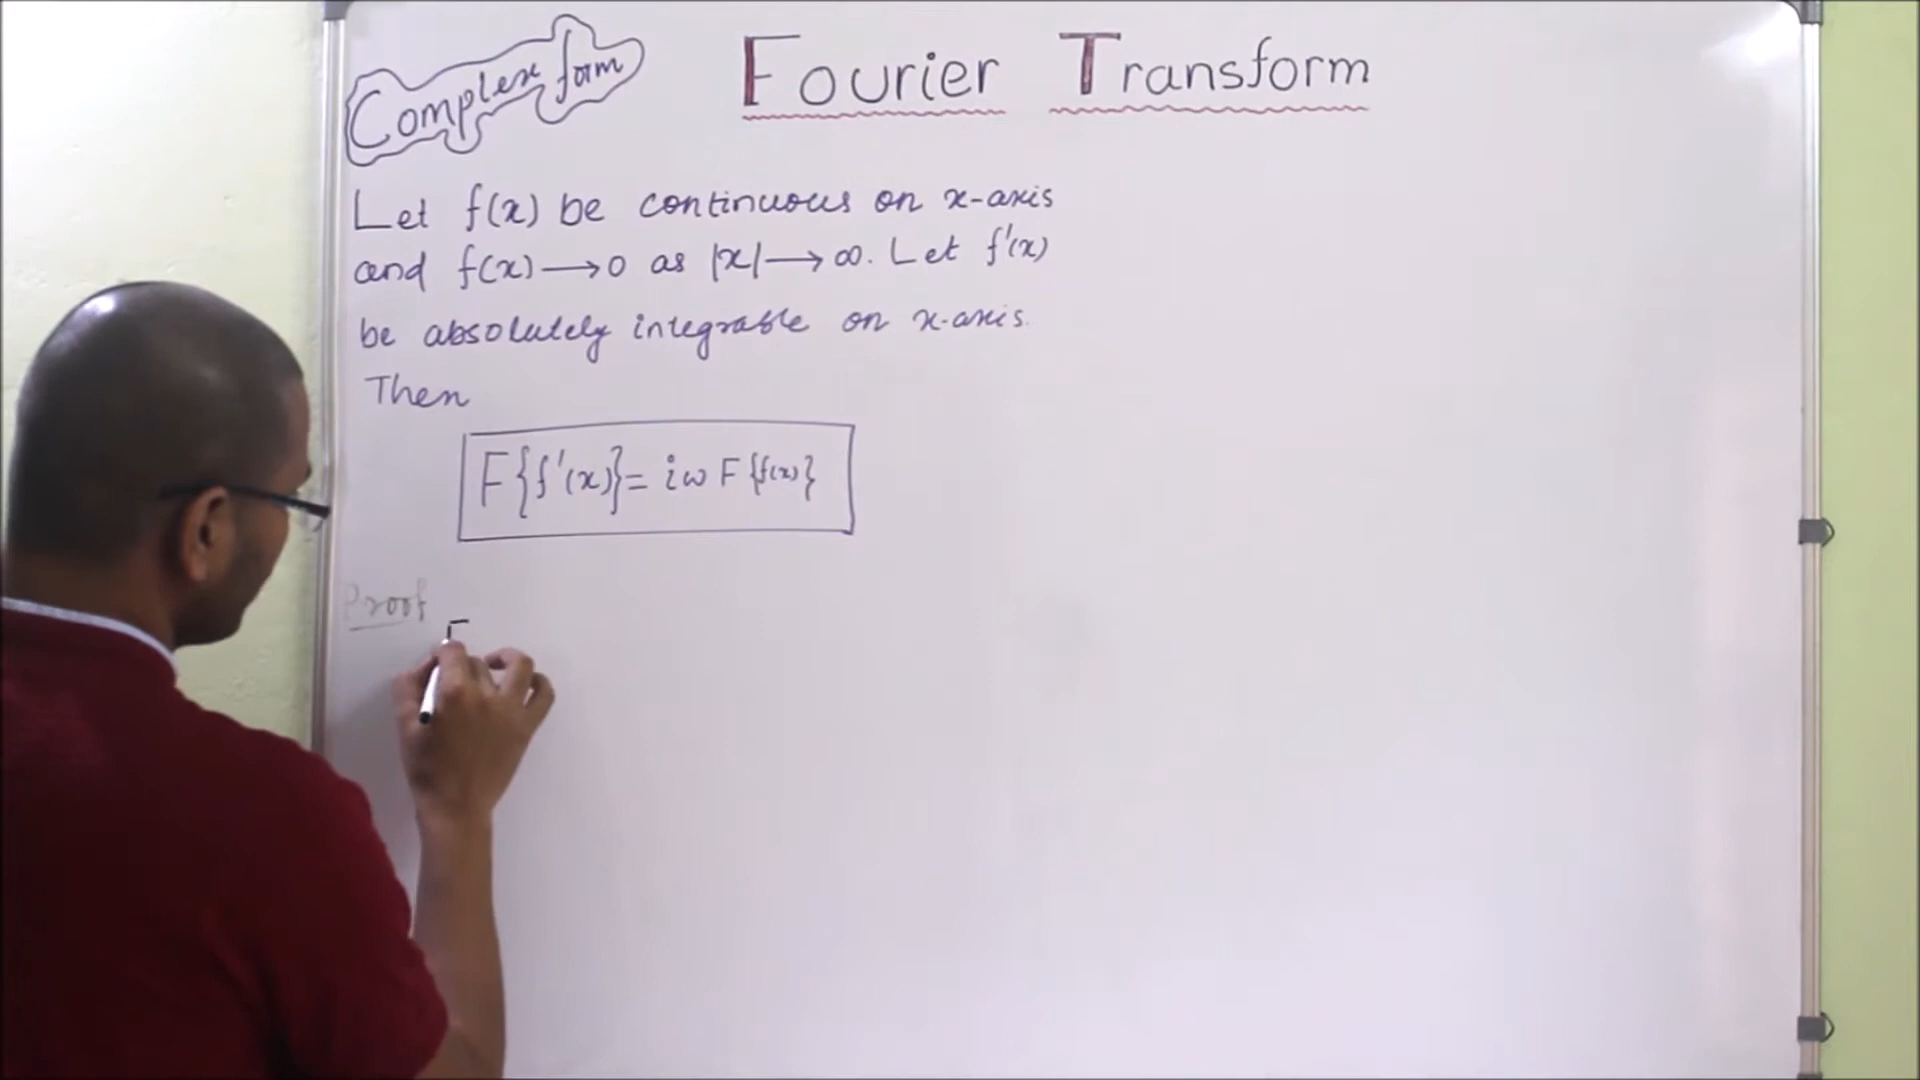 Complex form
Fourier Transform
Let f(x) be continuous on x-axis
and f(x) ⟶ 0 as |x| ⟶ ∞. Let f'(x)
be absolutely integrable on x-axis.
Then
F{f'(x)} = iω F{f(x)}
Proof